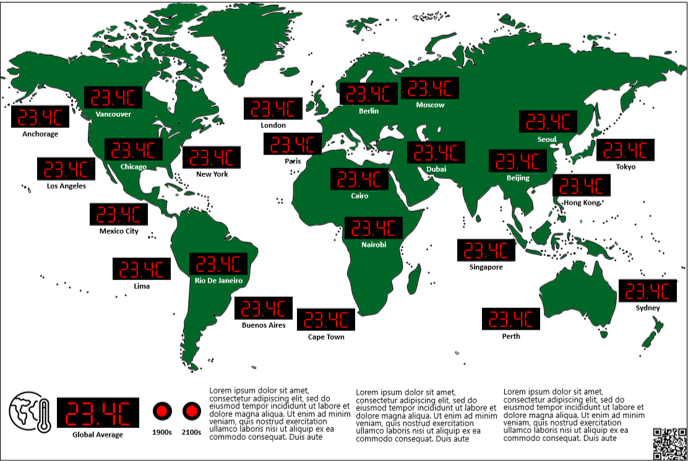 23.4C
Vancouver
23.4C
Anchorage
23.4C
London
23.4C
Berlin
23.4C
Moscow
23.4C
Seoul
23.4C
Tokyo
23.4C
Paris
23.4C
Chicago
23.4C
New York
23.4C
Los Angeles
23.4C
Dubai
23.4C
Beijing
23.4C
Cairo
23.4C
Hong Kong
23.4C
Mexico City
23.4C
Nairobi
23.4C
Singapore
23.4C
Lima
23.4C
Rio De Janeiro
23.4C
Sydney
23.4C
Buenos Aires
23.4C
Cape Town
23.4C
Perth
23.4C
Global Average
1900s
2100s
Lorem ipsum dolor sit amet,
consectetur adipiscing elit, sed do
eiusmod tempor incididunt ut labore et
dolore magna aliqua. Ut enim ad minim
veniam, quis nostrud exercitation
ullamco laboris nisi ut aliquip ex ea
commodo consequat. Duis aute
Lorem ipsum dolor sit amet,
consectetur adipiscing elit, sed do
eiusmod tempor incididunt ut labore et
dolore magna aliqua. Ut enim ad minim
veniam, quis nostrud exercitation
ullamco laboris nisi ut aliquip ex ea
commodo consequat. Duis aute
Lorem ipsum dolor sit amet,
consectetur adipiscing elit, sed do
eiusmod tempor incididunt ut labore et
dolore magna aliqua. Ut enim ad minim
veniam, quis nostrud exercitation
ullamco laboris nisi ut aliquip ex ea
commodo consequat. Duis aute